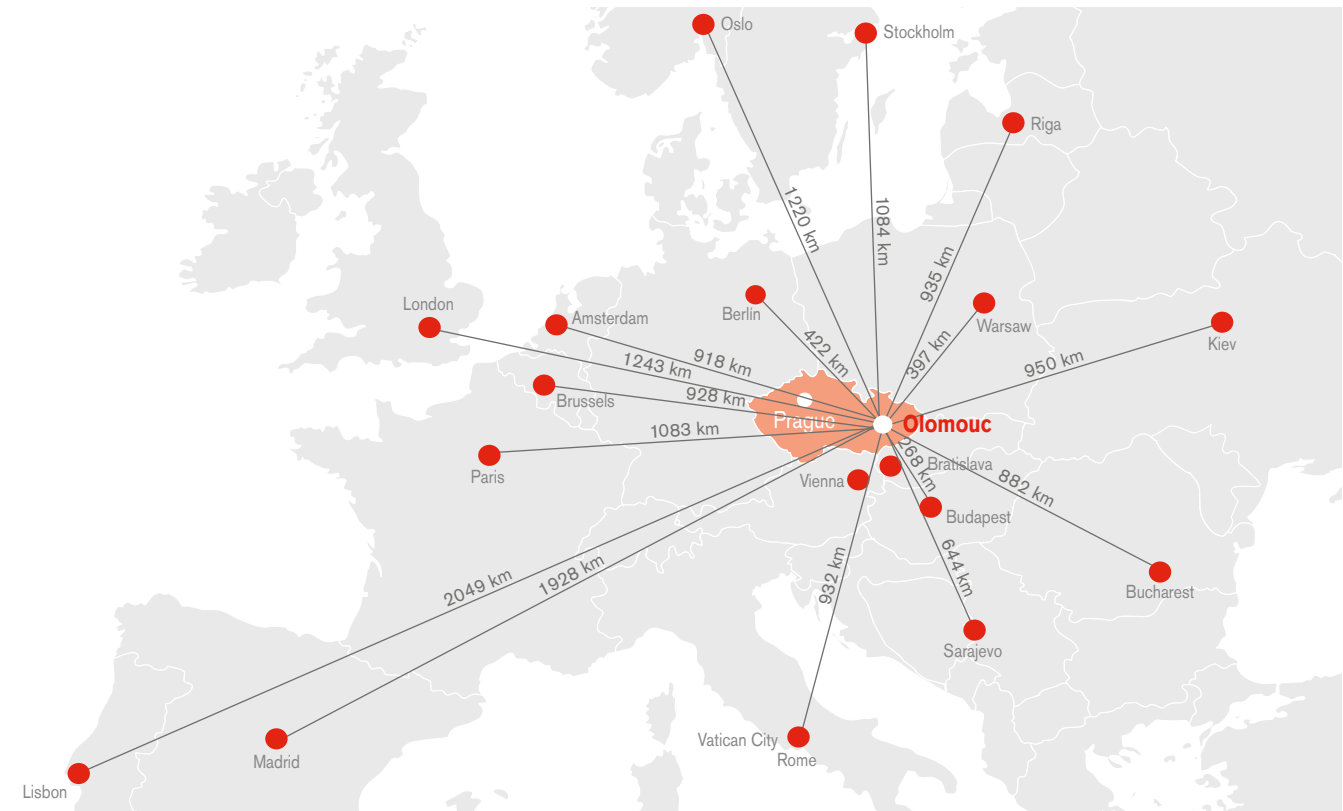 Oslo
Stockholm
Riga
1220 km
1084 km
935 km
London
Amsterdam
Berlín
Warsaw
Kiev
422 km
397 km
950 km
918 km
1243 km
928 km
Brussels
Prague
Olomouc
1083 km
Paris
268 km
Bratislava
Vienna
882 km
Budapest
644 km
932 km
2049 km
1928 km
Bucharest
Sarajevo
Vatican City
Rome
Madrid
Lisbon